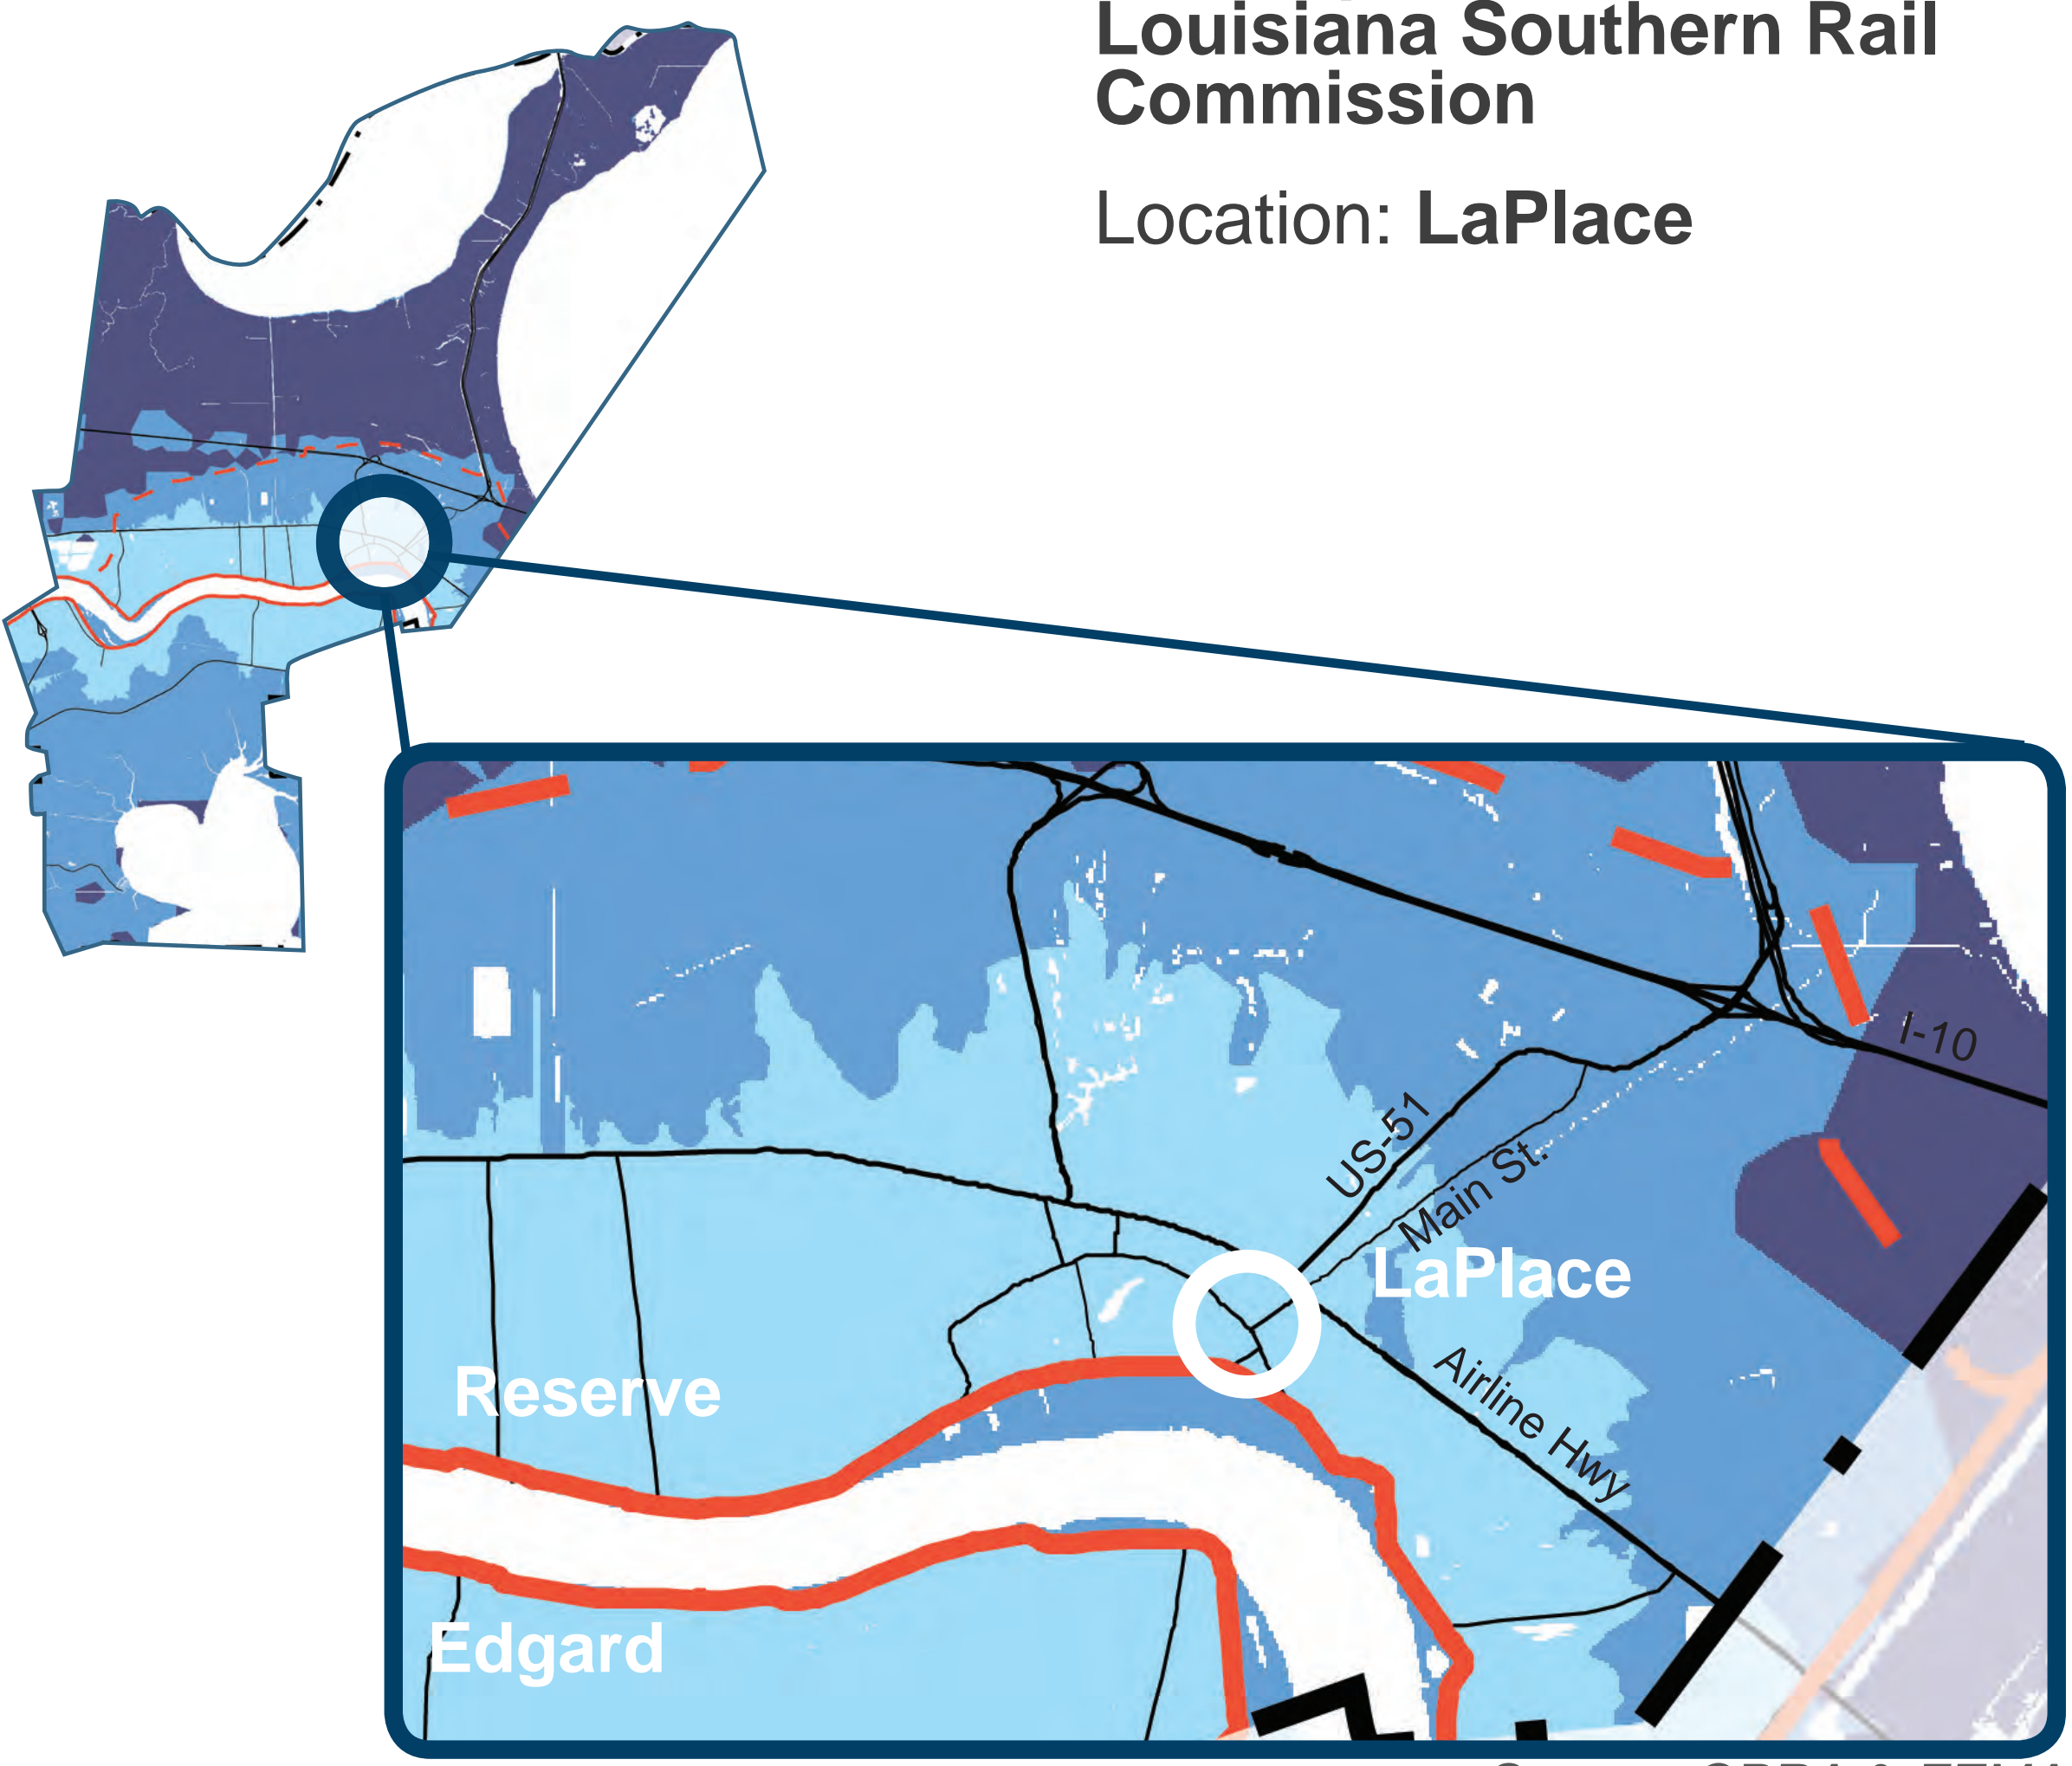 Louisiana Southern Rail
Commission
Location: LaPlace
I-10
US-51
Main St.
LaPlace
Airline Hwy
Reserve
Edgard